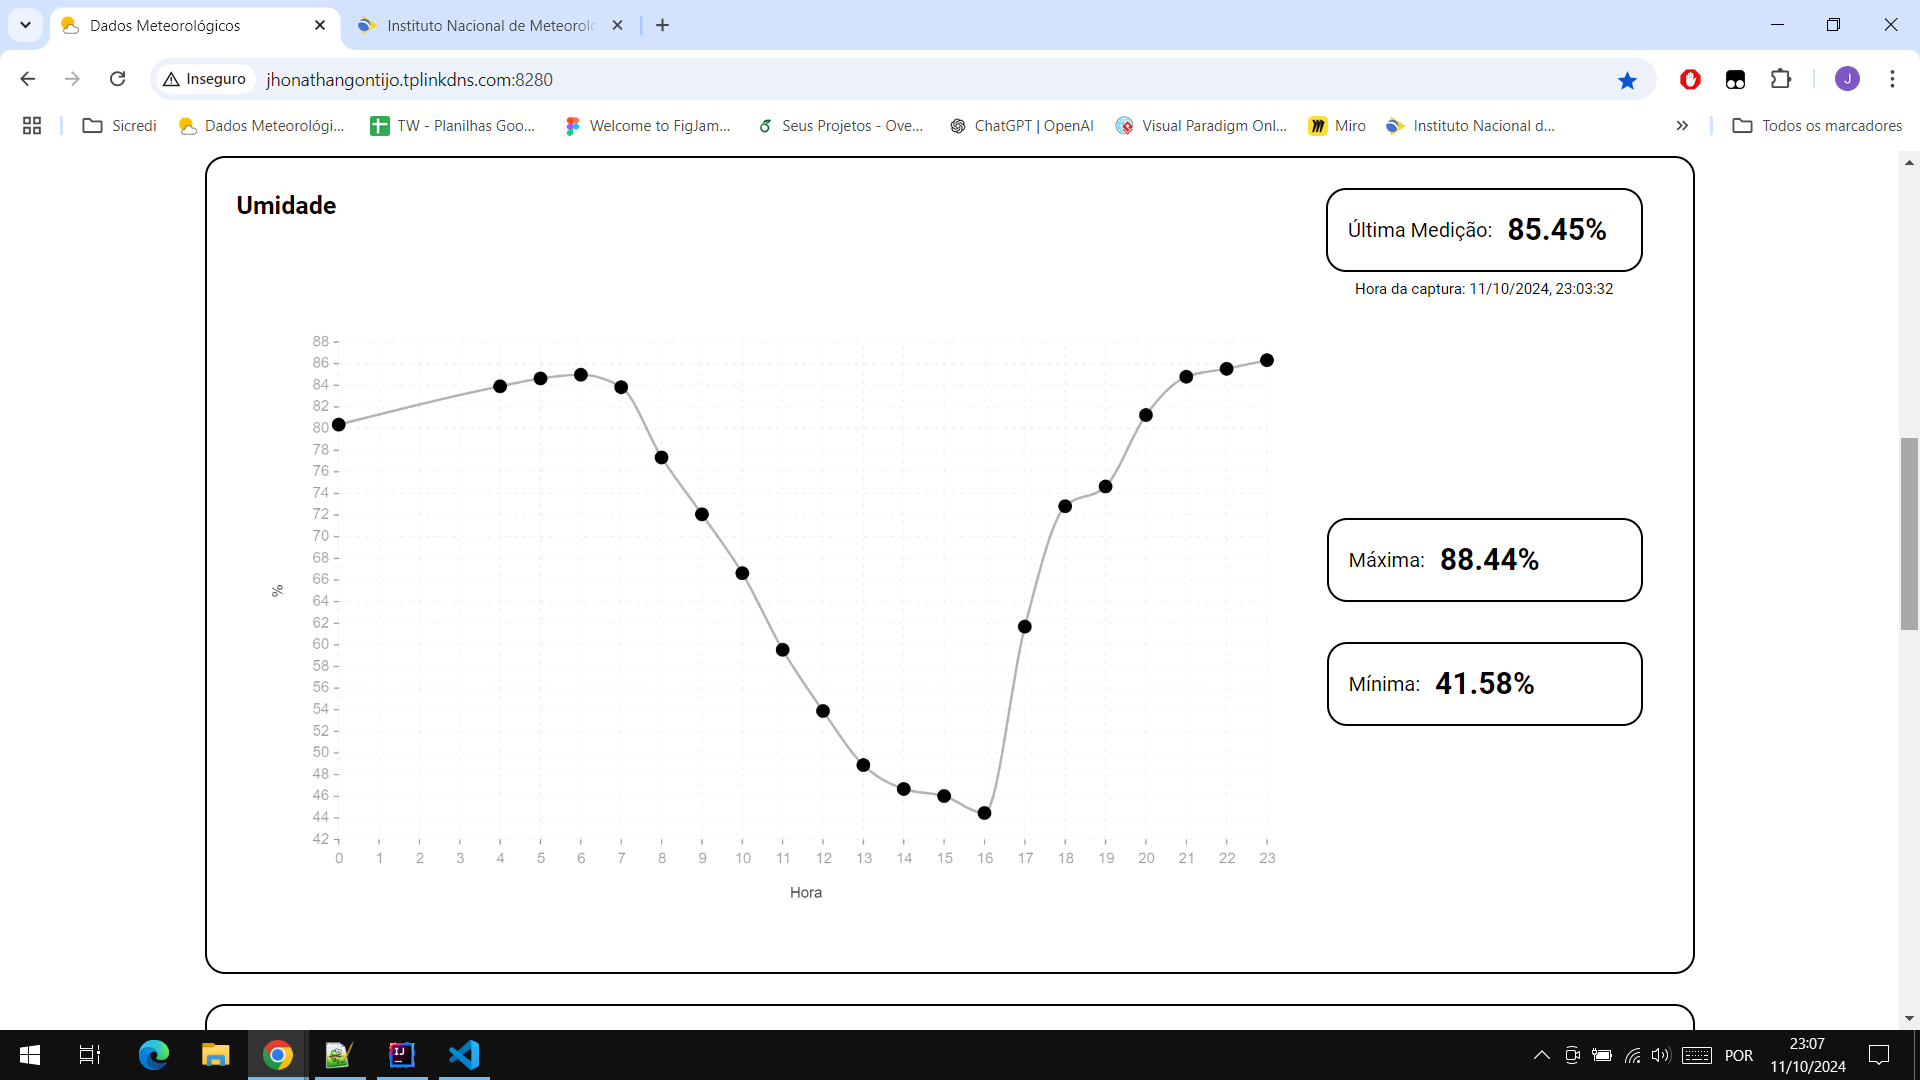 Dados Meteorológicos
Instituto Nacional de Meteorolo
Inseguro
jhonathangontijo.tplinkdns.com:8280
Sicredi
Dados Meteorológi...
TW - Planilhas Goo...
Welcome to FigJam...
Seus Projetos - Ove...
ChatGPT | OpenAI
Visual Paradigm Onl...
Miro
Instituto Nacional d...
»
Todos os marcadores
J
Umidade
Última Medição: 85.45%
Hora da captura: 11/10/2024, 23:03:32
88
86
84
82
80
78
76
74
72
70
68
66
64
62
60
58
56
54
52
50
48
46
44
42
%
0 1 2 3 4 5 6 7 8 9 10 11 12 13 14 15 16 17 18 19 20 21 22 23
Hora
Máxima: 88.44%
Mínima: 41.58%
IJ
POR
23:07
11/10/2024